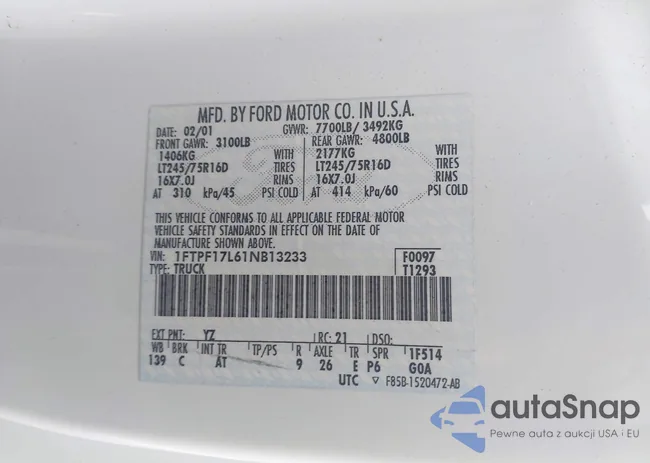 MFD. BY FORD MOTOR CO. IN U.S.A.
DATE: 02/01 GVWR: 7700LB/ 3492KG
FRONT GAWR: 3100LB REAR GAWR: 4800LB
1406KG WITH 2177KG WITH
LT245/75R16D TIRES LT245/75R16D TIRES
16X7.0J RIMS 16X7.0J RIMS
AT 310 kPa/45 PSI COLD AT 414 kPa/60 PSI COLD
THIS VEHICLE CONFORMS TO ALL APPLICABLE FEDERAL MOTOR
VEHICLE SAFETY STANDARDS IN EFFECT ON THE DATE OF
MANUFACTURE SHOWN ABOVE.
VIN: 1FTPF17L61NB13233 F0097
TYPE: TRUCK T1293
EXT PNT: YZ RC: 21 DSO:
WB BRK INT TR TP/PS R AXLE TR SPR 1F514
139 C AT 9 26 E P6 GOA
UTC ▽ F85B-1520472-AB
autaSnap
Pewne auta z aukcji USA i EU